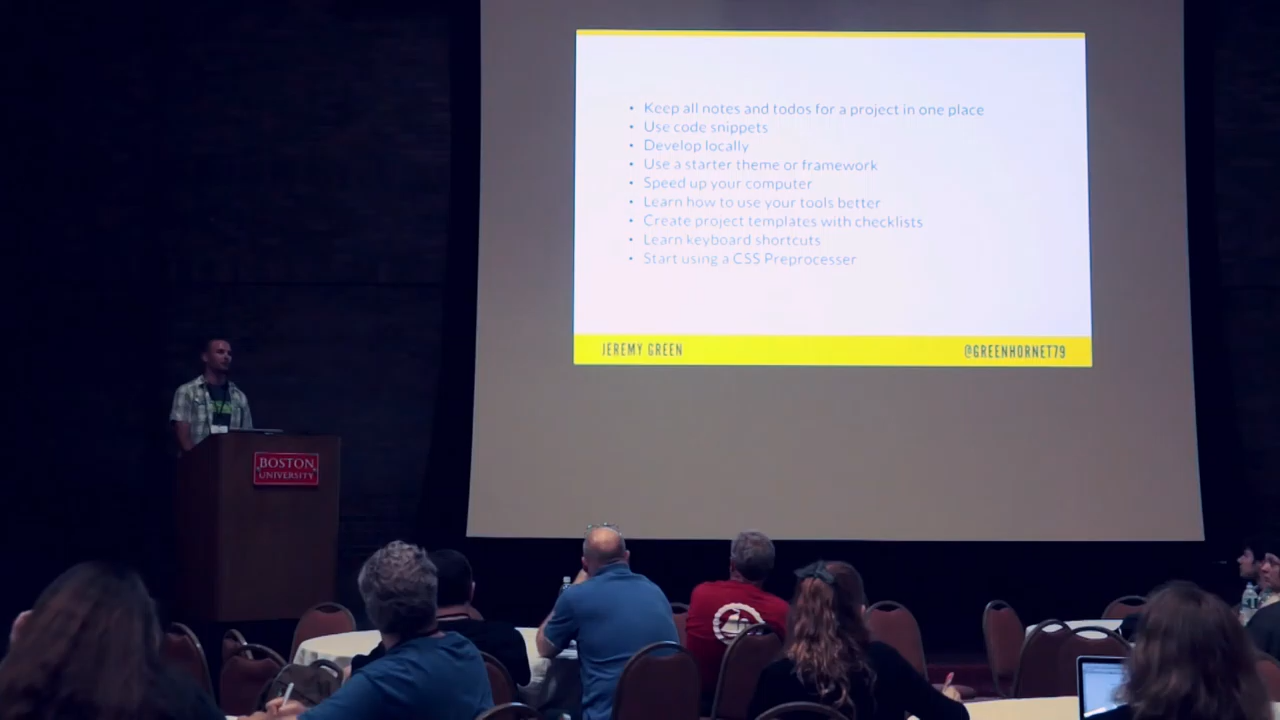 • Keep all notes and todos for a project in one place
• Use code snippets
• Develop locally
• Use a starter theme or framework
• Speed up your computer
• Learn how to use your tools better
• Create project templates with checklists
• Learn keyboard shortcuts
• Start using a CSS Preprocesser
JEREMY GREEN
@GREENHORNET79
BOSTON
UNIVERSITY